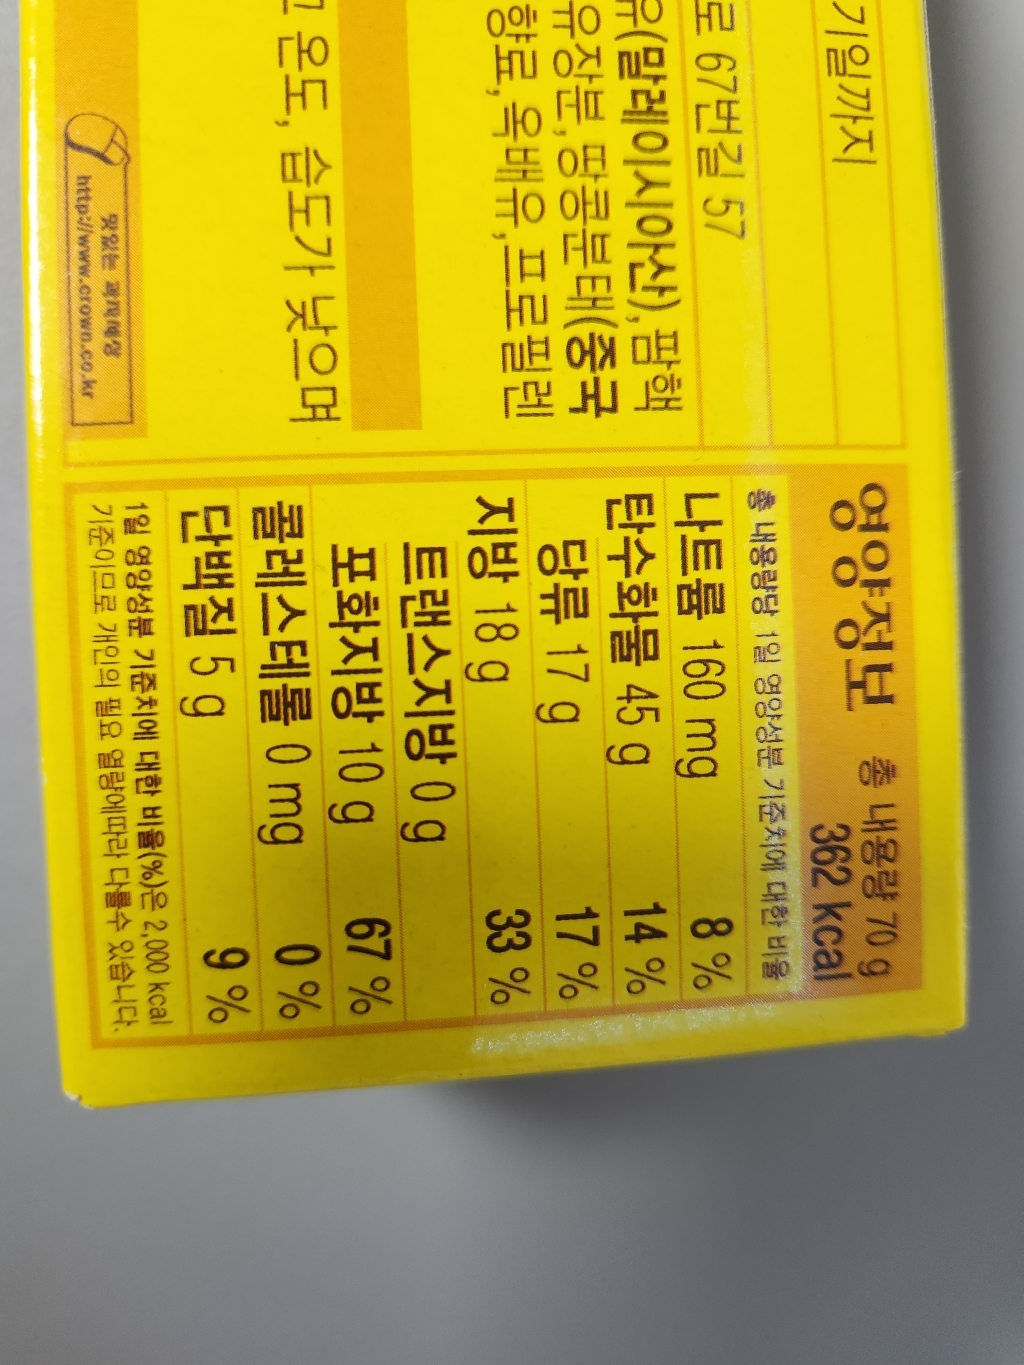 기일까지
로 67번길 57
유(말레이시아산),팜핵
유장분,땅콩분태(중국
향료,옥배유,프로필렌
온도, 습도가 낮으며
맛있는 과자세상
http://www.crown.co.kr
영양정보 총 내용량 70 g
362 kcal
총 내용량당 1일 영양성분 기준치에 대한 비율
나트륨 160 mg 8 %
탄수화물 45 g 14 %
당류 17 g 17 %
지방 18 g 33 %
트랜스지방 0 g
포화지방 10 g 67 %
콜레스테롤 0 mg 0 %
단백질 5 g 9 %
1일 영양성분 기준치에 대한 비율(%)은 2,000 kcal
기준이므로 개인의 필요 열량에따라 다를수 있습니다.